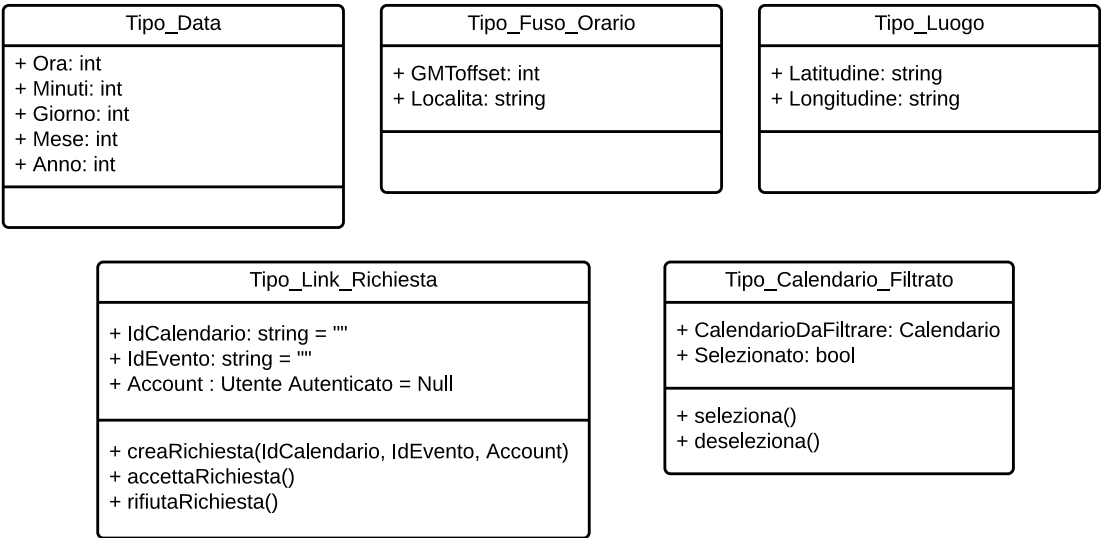 Tipo_Data
+ Ora: int
+ Minuti: int
+ Giorno: int
+ Mese: int
+ Anno: int
Tipo_Fuso_Orario
+ GMToffset: int
+ Localita: string
Tipo_Luogo
+ Latitudine: string
+ Longitudine: string
Tipo_Link_Richiesta
+ IdCalendario: string = ""
+ IdEvento: string = ""
+ Account : Utente Autenticato = Null
+ creaRichiesta(IdCalendario, IdEvento, Account)
+ accettaRichiesta()
+ rifiutaRichiesta()
Tipo_Calendario_Filtrato
+ CalendarioDaFiltrare: Calendario
+ Selezionato: bool
+ seleziona()
+ deseleziona()